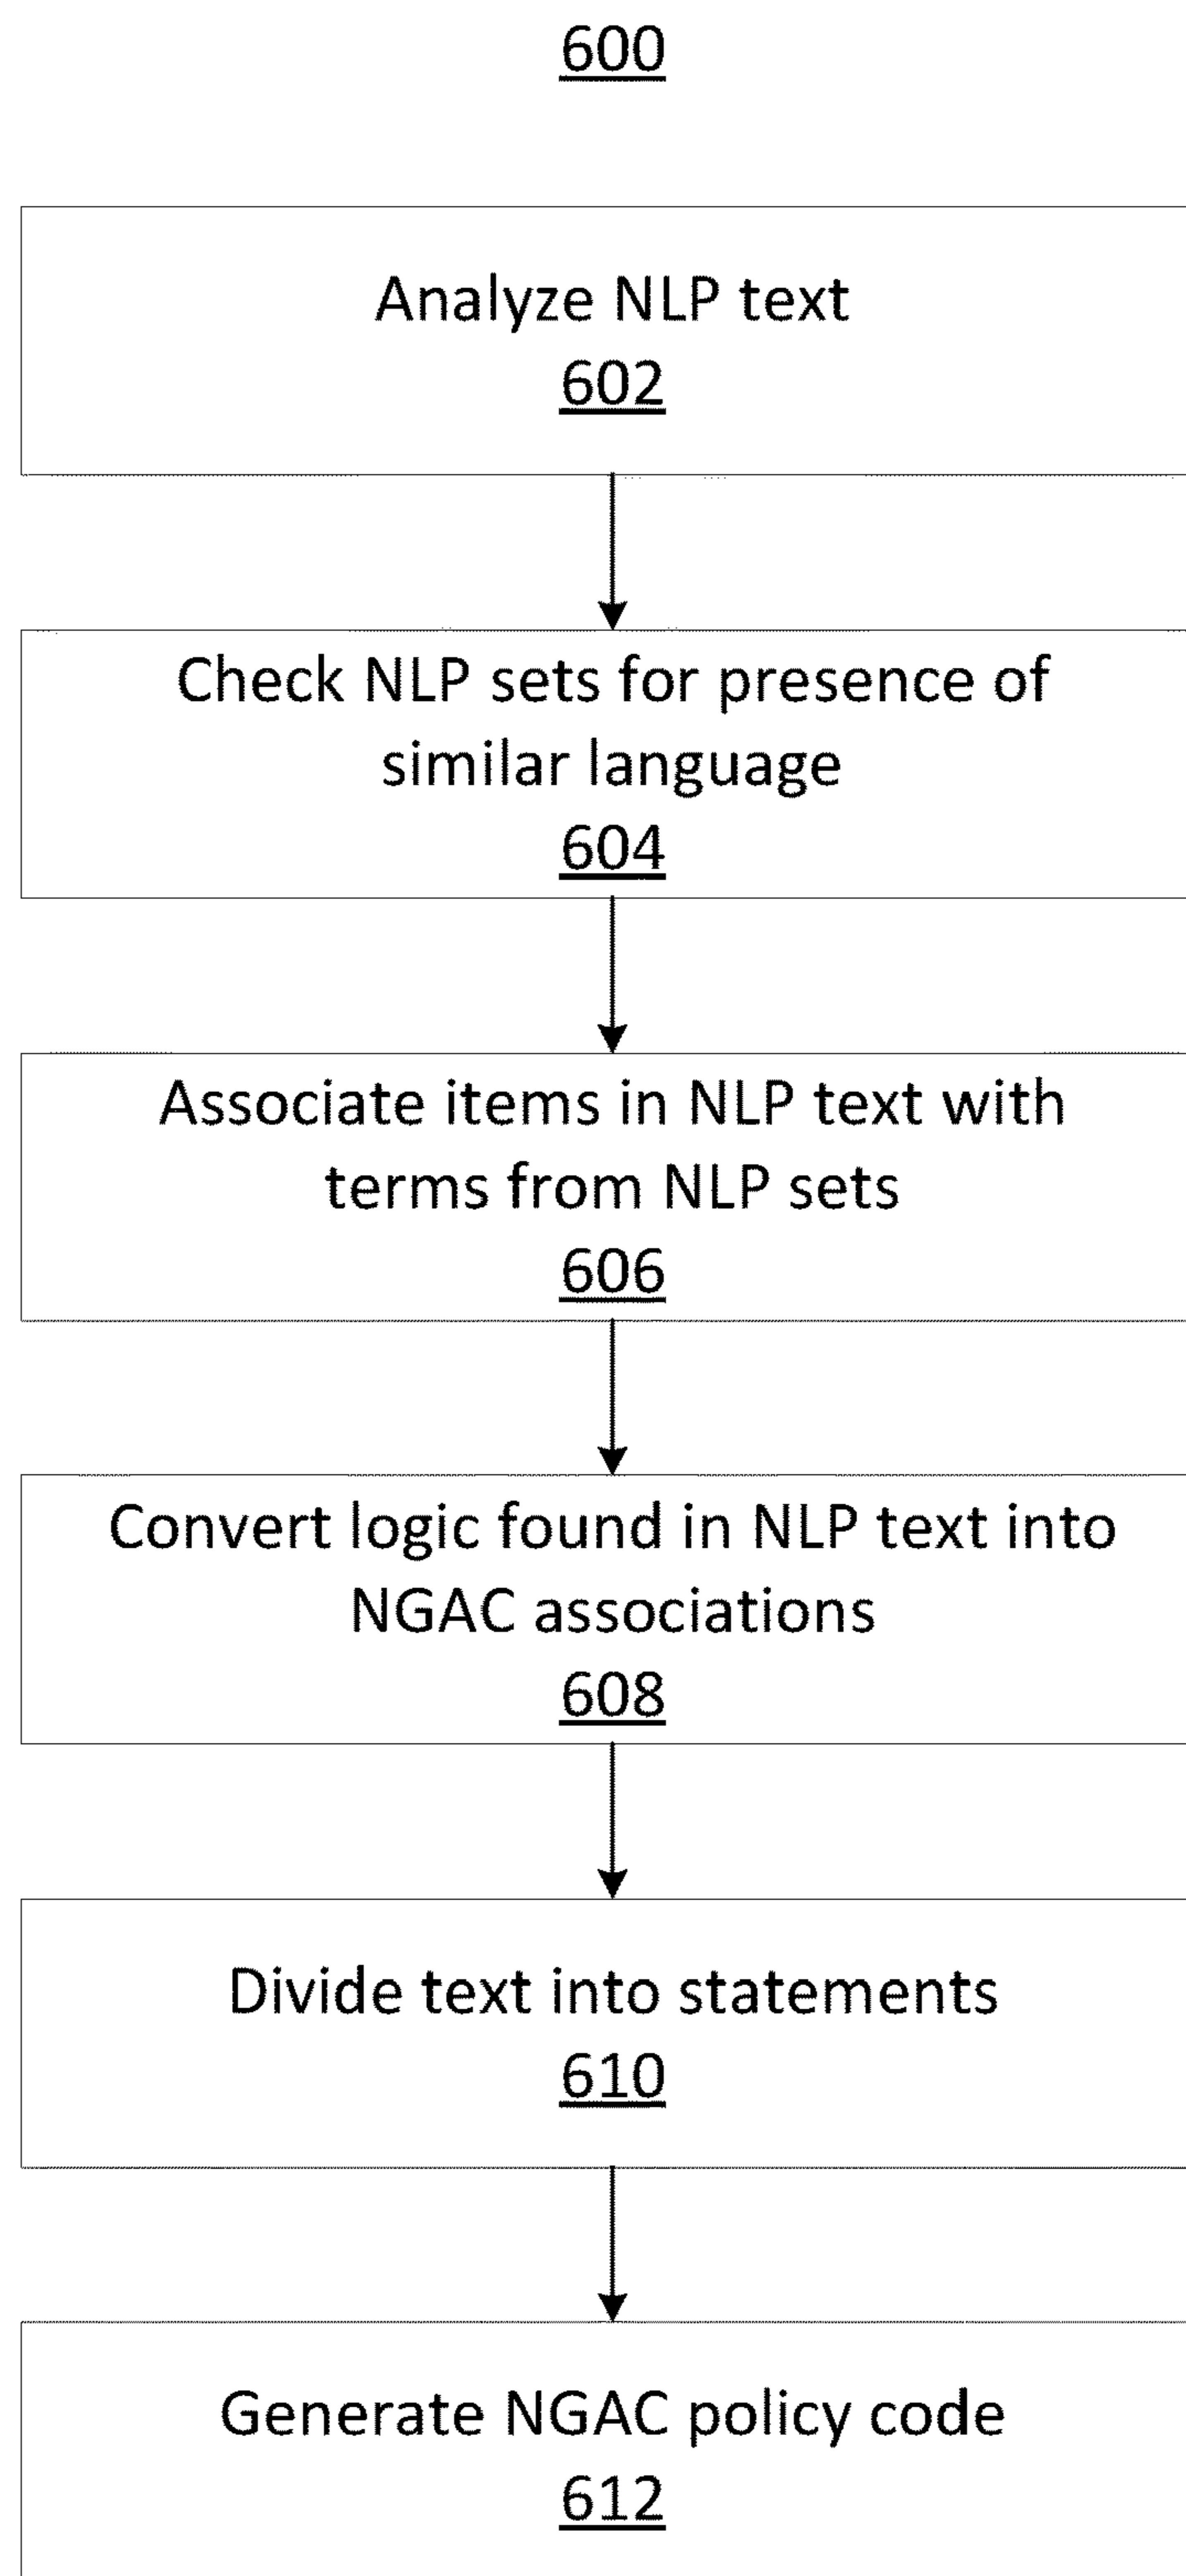 600
Analyze NLP text
602
Check NLP sets for presence of
similar language
604
Associate items in NLP text with
terms from NLP sets
606
Convert logic found in NLP text into
NGAC associations
608
Divide text into statements
610
Generate NGAC policy code
612